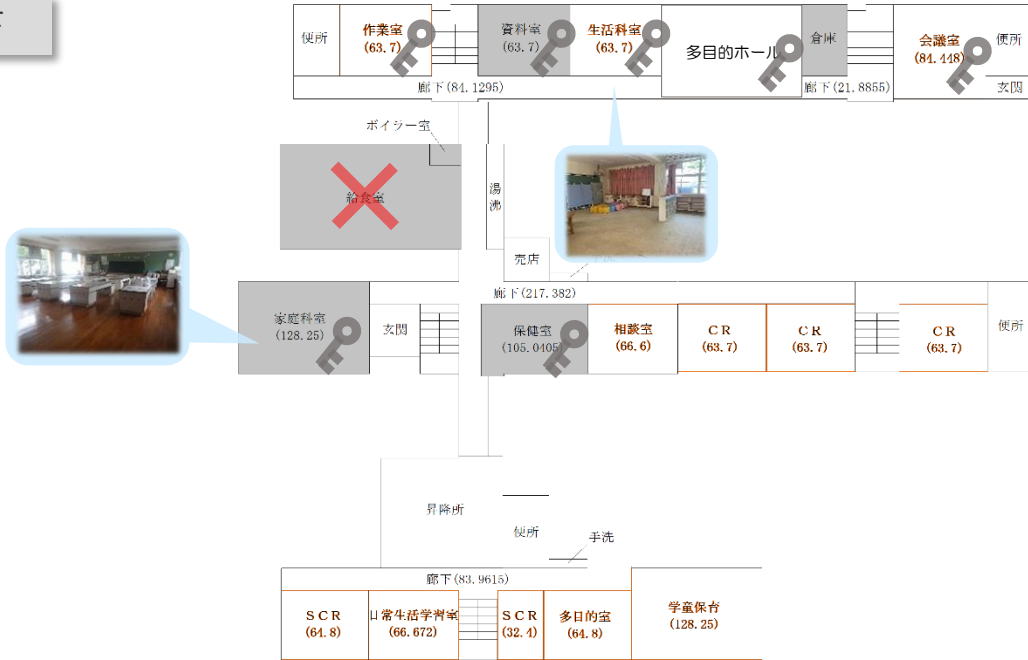 便所
作業室
(63.7)
資料室
(63.7)
生活科室
(63.7)
多目的ホール
倉庫
会議室
(84.448)
便所
廊下(84.1295)
廊下(21.8855)
玄関
ボイラー室
給食室
湯沸
売店
廊下(217.382)
家庭科室
(128.25)
玄関
保健室
(105.0405)
相談室
(66.6)
CR
(63.7)
CR
(63.7)
CR
(63.7)
便所
昇降所
便所
手洗
廊下(83.9615)
SCR
(64.8)
日常生活学習室
(66.672)
SCR
(32.4)
多目的室
(64.8)
学童保育
(128.25)